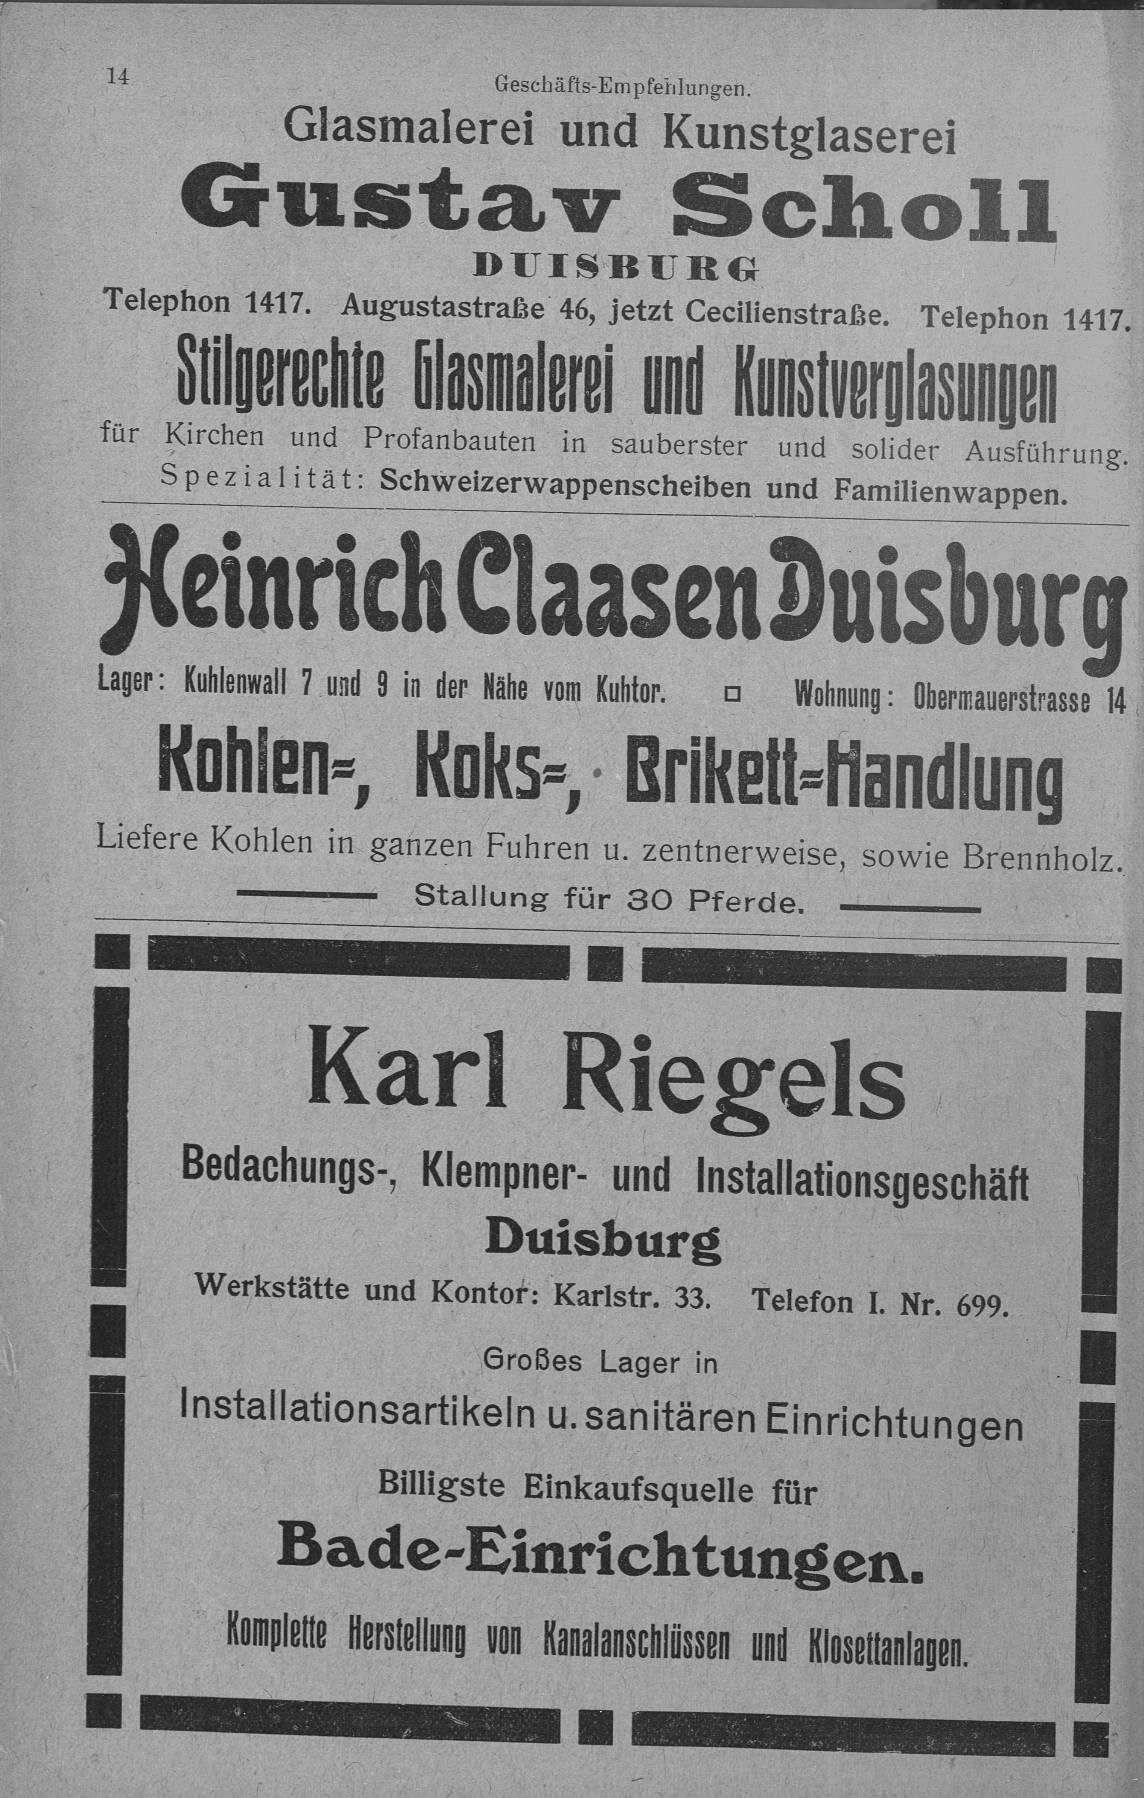 14
Geschäfts-Empfehlungen.
Glasmalerei und Kunstglaserei
Gustav Scholl
DUISBURG
Telephon 1417. Augustastraße 46, jetzt Cecilienstraße. Telephon 1417.
Stilgerechte Glasmalerei und Kunstverglasungen
für Kirchen und Profanbauten in sauberster und solider Ausführung.
Spezialität: Schweizerwappenscheiben und Familienwappen.
Heinrich Claasen Duisburg
Lager: Kuhlenwall 7 und 9 in der Nähe vom Kuhtor. □ Wohnung: Obermauerstrasse 14
Kohlen=, Koks=, Brikett=Handlung
Liefere Kohlen in ganzen Fuhren u. zentnerweise, sowie Brennholz.
Stallung für 30 Pferde.
Karl Riegels
Bedachungs-, Klempner- und Installationsgeschäft
Duisburg
Werkstätte und Kontor: Karlstr. 33. Telefon I. Nr. 699.
Großes Lager in
Installationsartikeln u. sanitären Einrichtungen
Billigste Einkaufsquelle für
Bade-Einrichtungen.
Komplette Herstellung von Kanalanschlüssen und Klosettanlagen.